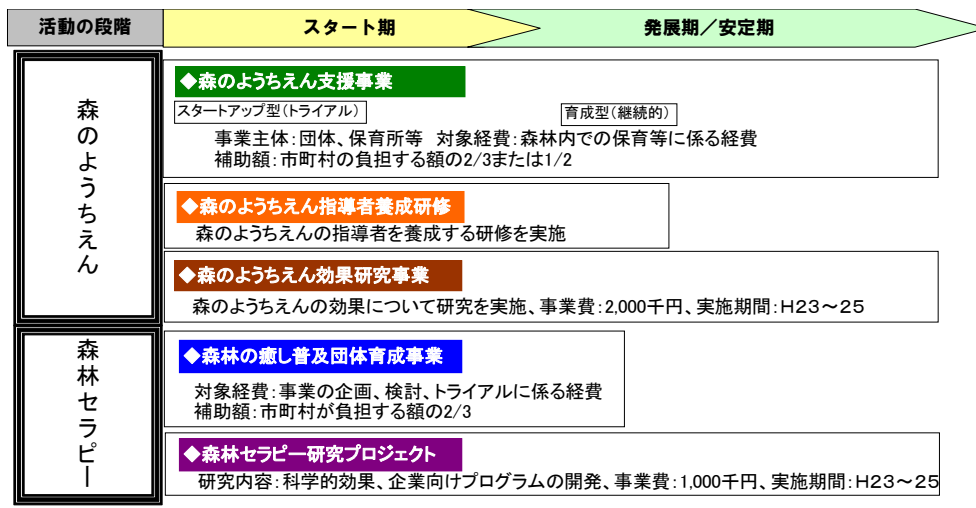 活動の段階
スタート期
発展期／安定期
森のようちえん
◆森のようちえん支援事業
スタートアップ型(トライアル)
育成型(継続的)
事業主体：団体、保育所等　対象経費：森林内での保育等に係る経費
補助額：市町村の負担する額の2/3または1/2
◆森のようちえん指導者養成研修
森のようちえんの指導者を養成する研修を実施
◆森のようちえん効果研究事業
森のようちえんの効果について研究を実施、事業費：2,000千円、実施期間：H23～25
森林セラピー
◆森林の癒し普及団体育成事業
対象経費：事業の企画、検討、トライアルに係る経費
補助額：市町村が負担する額の2/3
◆森林セラピー研究プロジェクト
研究内容：科学的効果、企業向けプログラムの開発、事業費：1,000千円、実施期間：H23～25